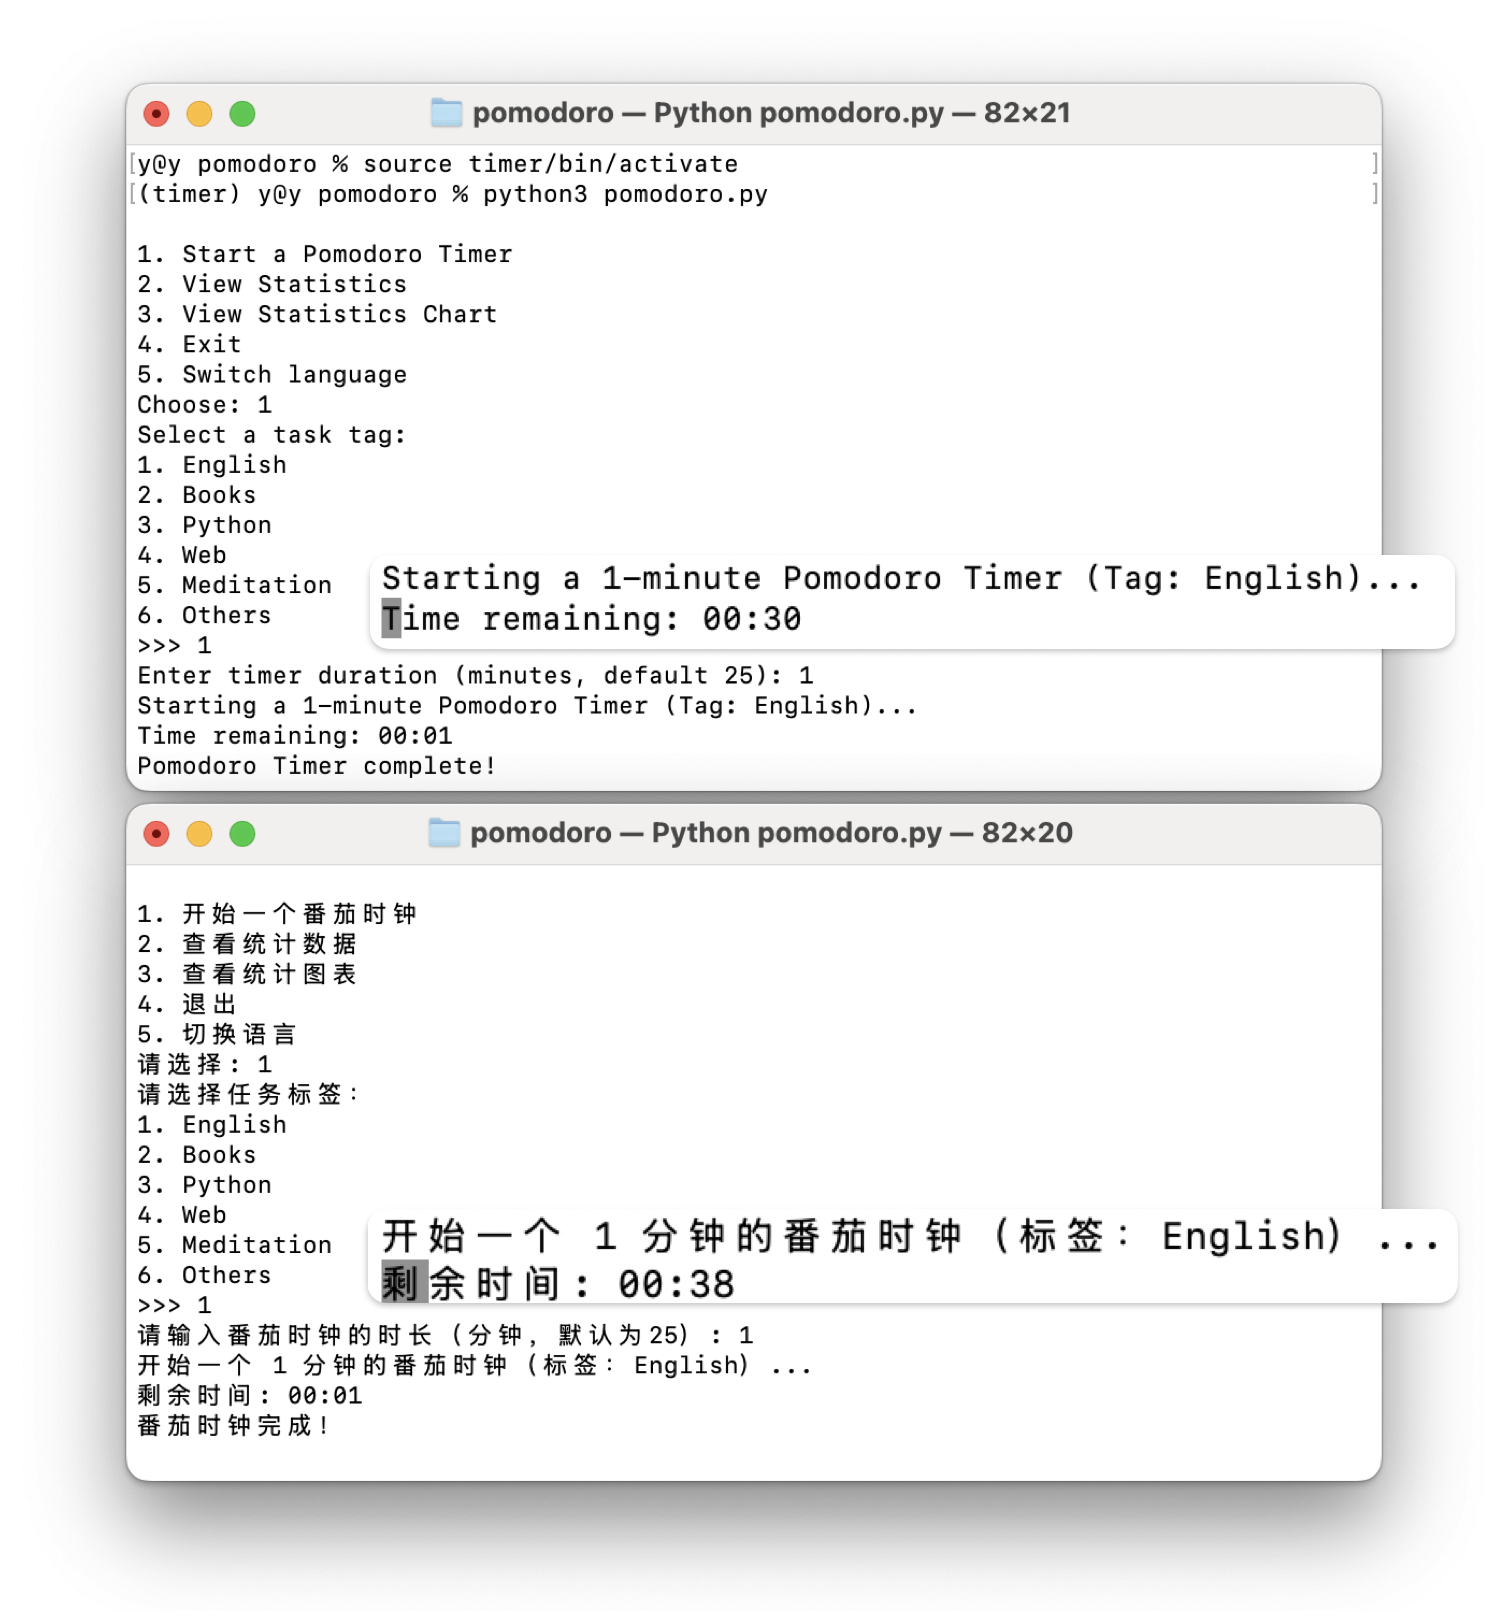 pomodoro — Python pomodoro.py — 82×21
[y@y pomodoro % source timer/bin/activate ]
[(timer) y@y pomodoro % python3 pomodoro.py ]
1. Start a Pomodoro Timer
2. View Statistics
3. View Statistics Chart
4. Exit
5. Switch language
Choose: 1
Select a task tag:
1. English
2. Books
3. Python
4. Web
5. Meditation
6. Others
>>> 1
Starting a 1-minute Pomodoro Timer (Tag: English)...
Time remaining: 00:30
Enter timer duration (minutes, default 25): 1
Starting a 1-minute Pomodoro Timer (Tag: English)...
Time remaining: 00:01
Pomodoro Timer complete!
pomodoro — Python pomodoro.py — 82×20
1. 开始一个番茄时钟
2. 查看统计数据
3. 查看统计图表
4. 退出
5. 切换语言
请选择: 1
请选择任务标签：
1. English
2. Books
3. Python
4. Web
5. Meditation
6. Others
>>> 1
开始一个 1 分钟的番茄时钟（标签：English）...
剩余时间: 00:38
请输入番茄时钟的时长（分钟，默认为25）: 1
开始一个 1 分钟的番茄时钟（标签：English）...
剩余时间: 00:01
番茄时钟完成！